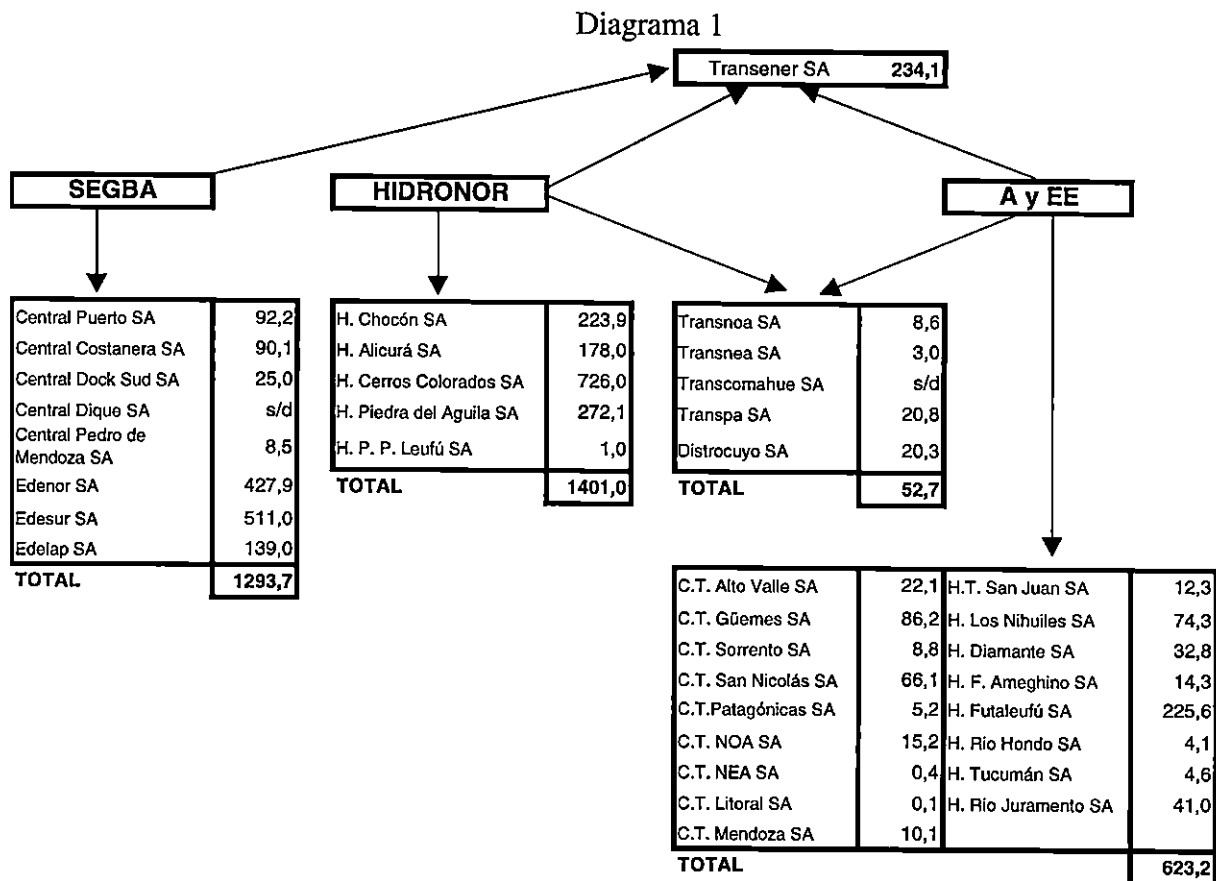 Diagrama 1
Transener SA 234,1
SEGBA
HIDRONOR
A y EE
Central Puerto SA 92,2
Central Costanera SA 90,1
Central Dock Sud SA 25,0
Central Dique SA s/d
Central Pedro de
Mendoza SA 8,5
Edenor SA 427,9
Edesur SA 511,0
Edelap SA 139,0
TOTAL 1293,7
H. Chocón SA 223,9
H. Alicurá SA 178,0
H. Cerros Colorados SA 726,0
H. Piedra del Aguila SA 272,1
H. P. P. Leufú SA 1,0
TOTAL 1401,0
Transnoa SA 8,6
Transnea SA 3,0
Transcomahue SA s/d
Transpa SA 20,8
Distrocuyo SA 20,3
TOTAL 52,7
C.T. Alto Valle SA 22,1 H.T. San Juan SA 12,3
C.T. Güemes SA 86,2 H. Los Nihuiles SA 74,3
C.T. Sorrento SA 8,8 H. Diamante SA 32,8
C.T. San Nicolás SA 66,1 H. F. Ameghino SA 14,3
C.T.Patagónicas SA 5,2 H. Futaleufú SA 225,6
C.T. NOA SA 15,2 H. Rio Hondo SA 4,1
C.T. NEA SA 0,4 H. Tucumán SA 4,6
C.T. Litoral SA 0,1 H. Rio Juramento SA 41,0
C.T. Mendoza SA 10,1
TOTAL 623,2